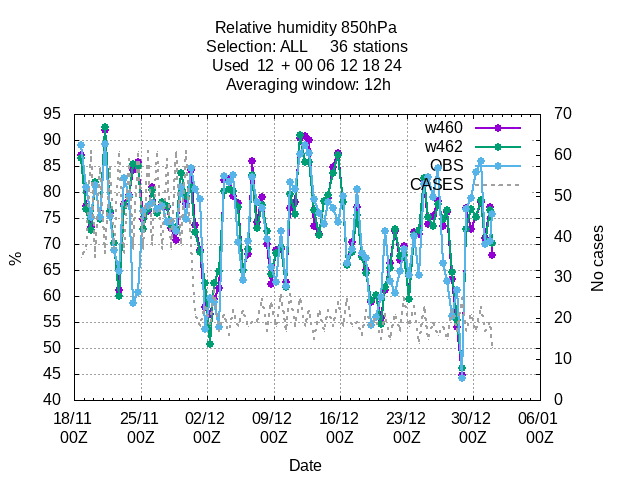 Relative humidity 850hPa
Selection: ALL 36 stations
Used 12 + 00 06 12 18 24
Averaging window: 12h
95
90
85
80
75
70
65
60
55
50
45
40
%
70
60
50
40
30
20
10
0
No cases
w460
w462
OBS
CASES
18/11 25/11 02/12 09/12 16/12 23/12 30/12 06/01
00Z 00Z 00Z 00Z 00Z 00Z 00Z 00Z
Date